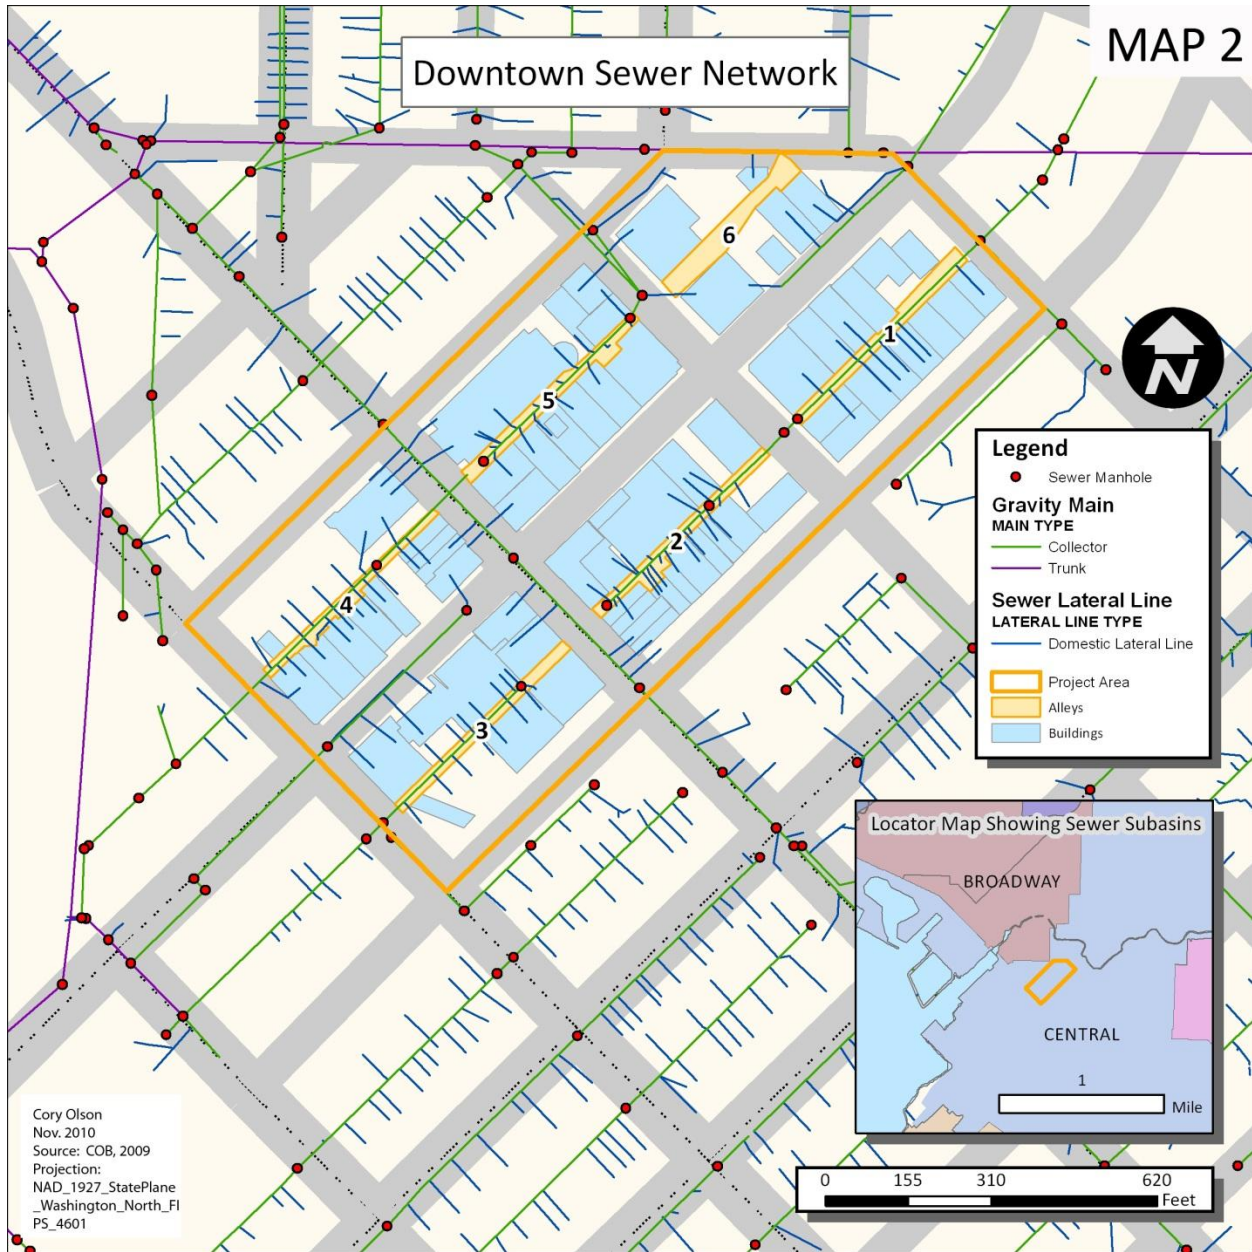 MAP 2
Downtown Sewer Network
6
1
5
2
4
3
N
Legend
Sewer Manhole
Gravity Main
MAIN TYPE
Collector
Trunk
Sewer Lateral Line
LATERAL LINE TYPE
Domestic Lateral Line
Project Area
Alleys
Buildings
Locator Map Showing Sewer Subasins
BROADWAY
CENTRAL
1
Mile
0 155 310 620
Feet
Cory Olson
Nov. 2010
Source: COB, 2009
Projection:
NAD_1927_StatePlane
_Washington_North_FI
PS_4601